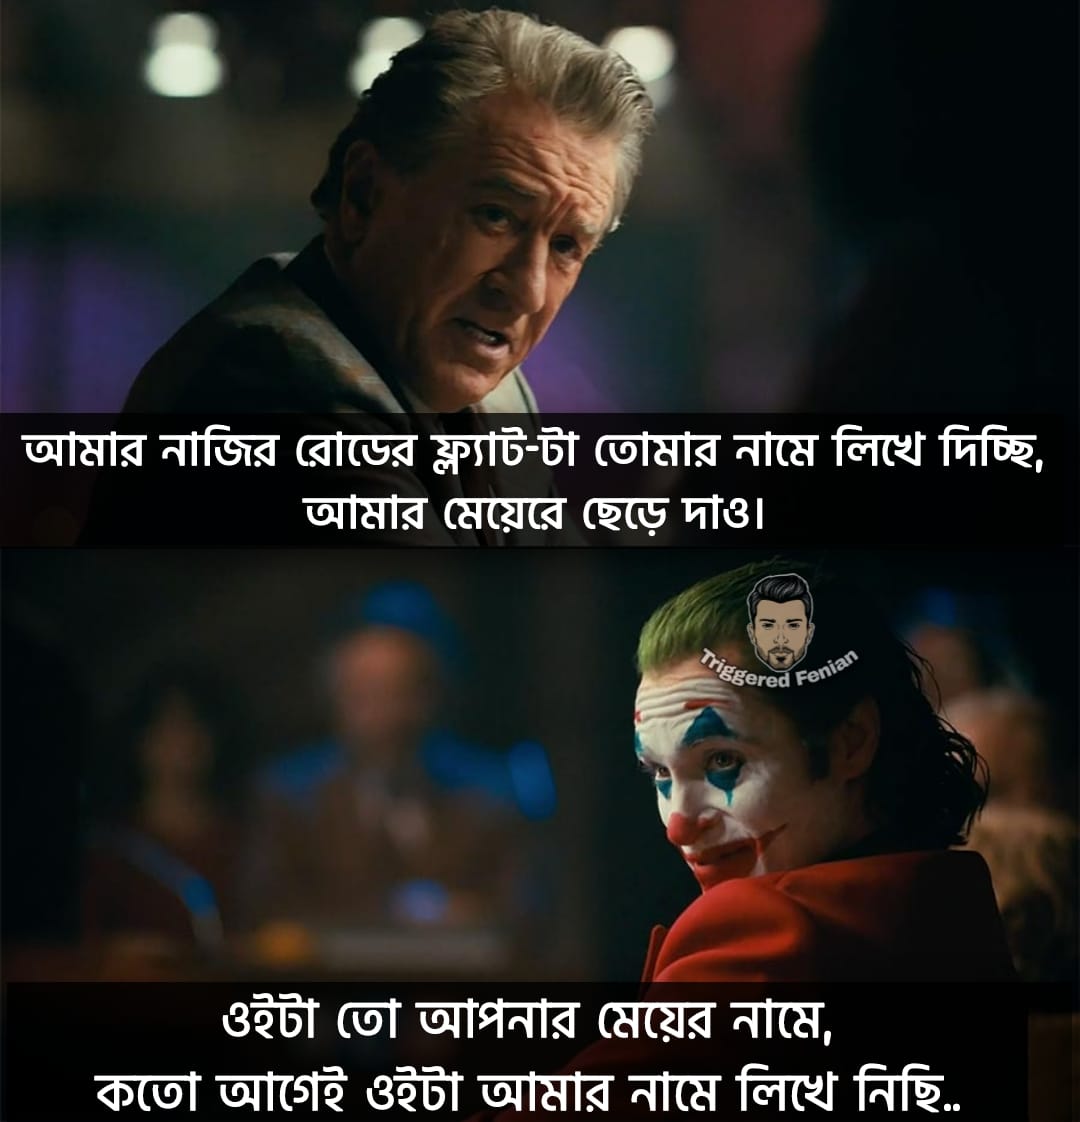 আমার নাজির রোডের ফ্ল্যাট-টা তোমার নামে লিখে দিচ্ছি,
আমার মেয়েরে ছেড়ে দাও।
Triggered Fenian
ওইটা তো আপনার মেয়ের নামে,
কতো আগেই ওইটা আমার নামে লিখে নিছি..